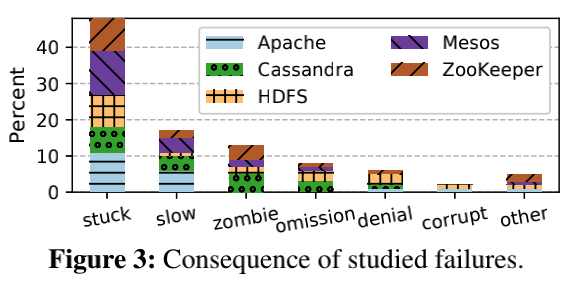 40
30
20
10
0
Percent
Apache
Cassandra
HDFS
Mesos
ZooKeeper
stuck
slow
zombie
omission
denial
corrupt
other
Figure 3: Consequence of studied failures.